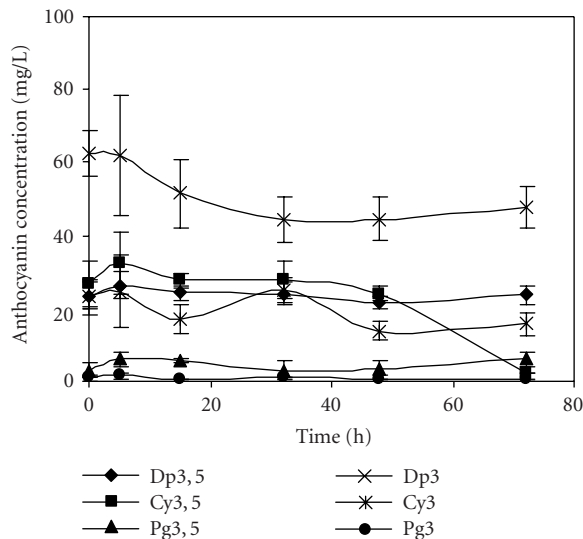 100
80
60
40
20
0
Anthocyanin concentration (mg/L)
0 20 40 60 80
Time (h)
Dp3, 5 Dp3
Cy3, 5 Cy3
Pg3, 5 Pg3